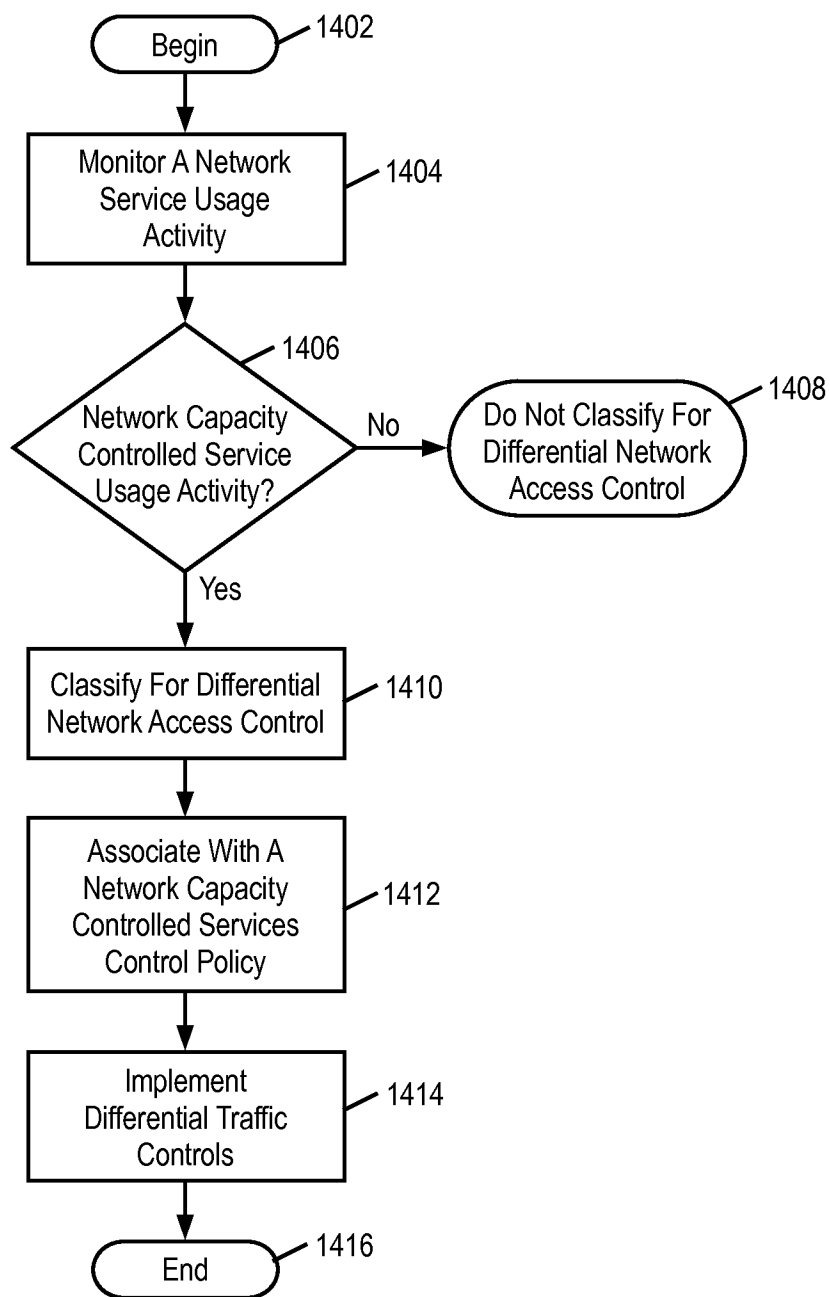 Begin
1402
Monitor A Network
Service Usage
Activity
1404
1406
Network Capacity
Controlled Service
Usage Activity?
No
Do Not Classify For
Differential Network
Access Control
1408
Yes
Classify For Differential
Network Access Control
1410
Associate With A
Network Capacity
Controlled Services
Control Policy
1412
Implement
Differential Traffic
Controls
1414
End
1416